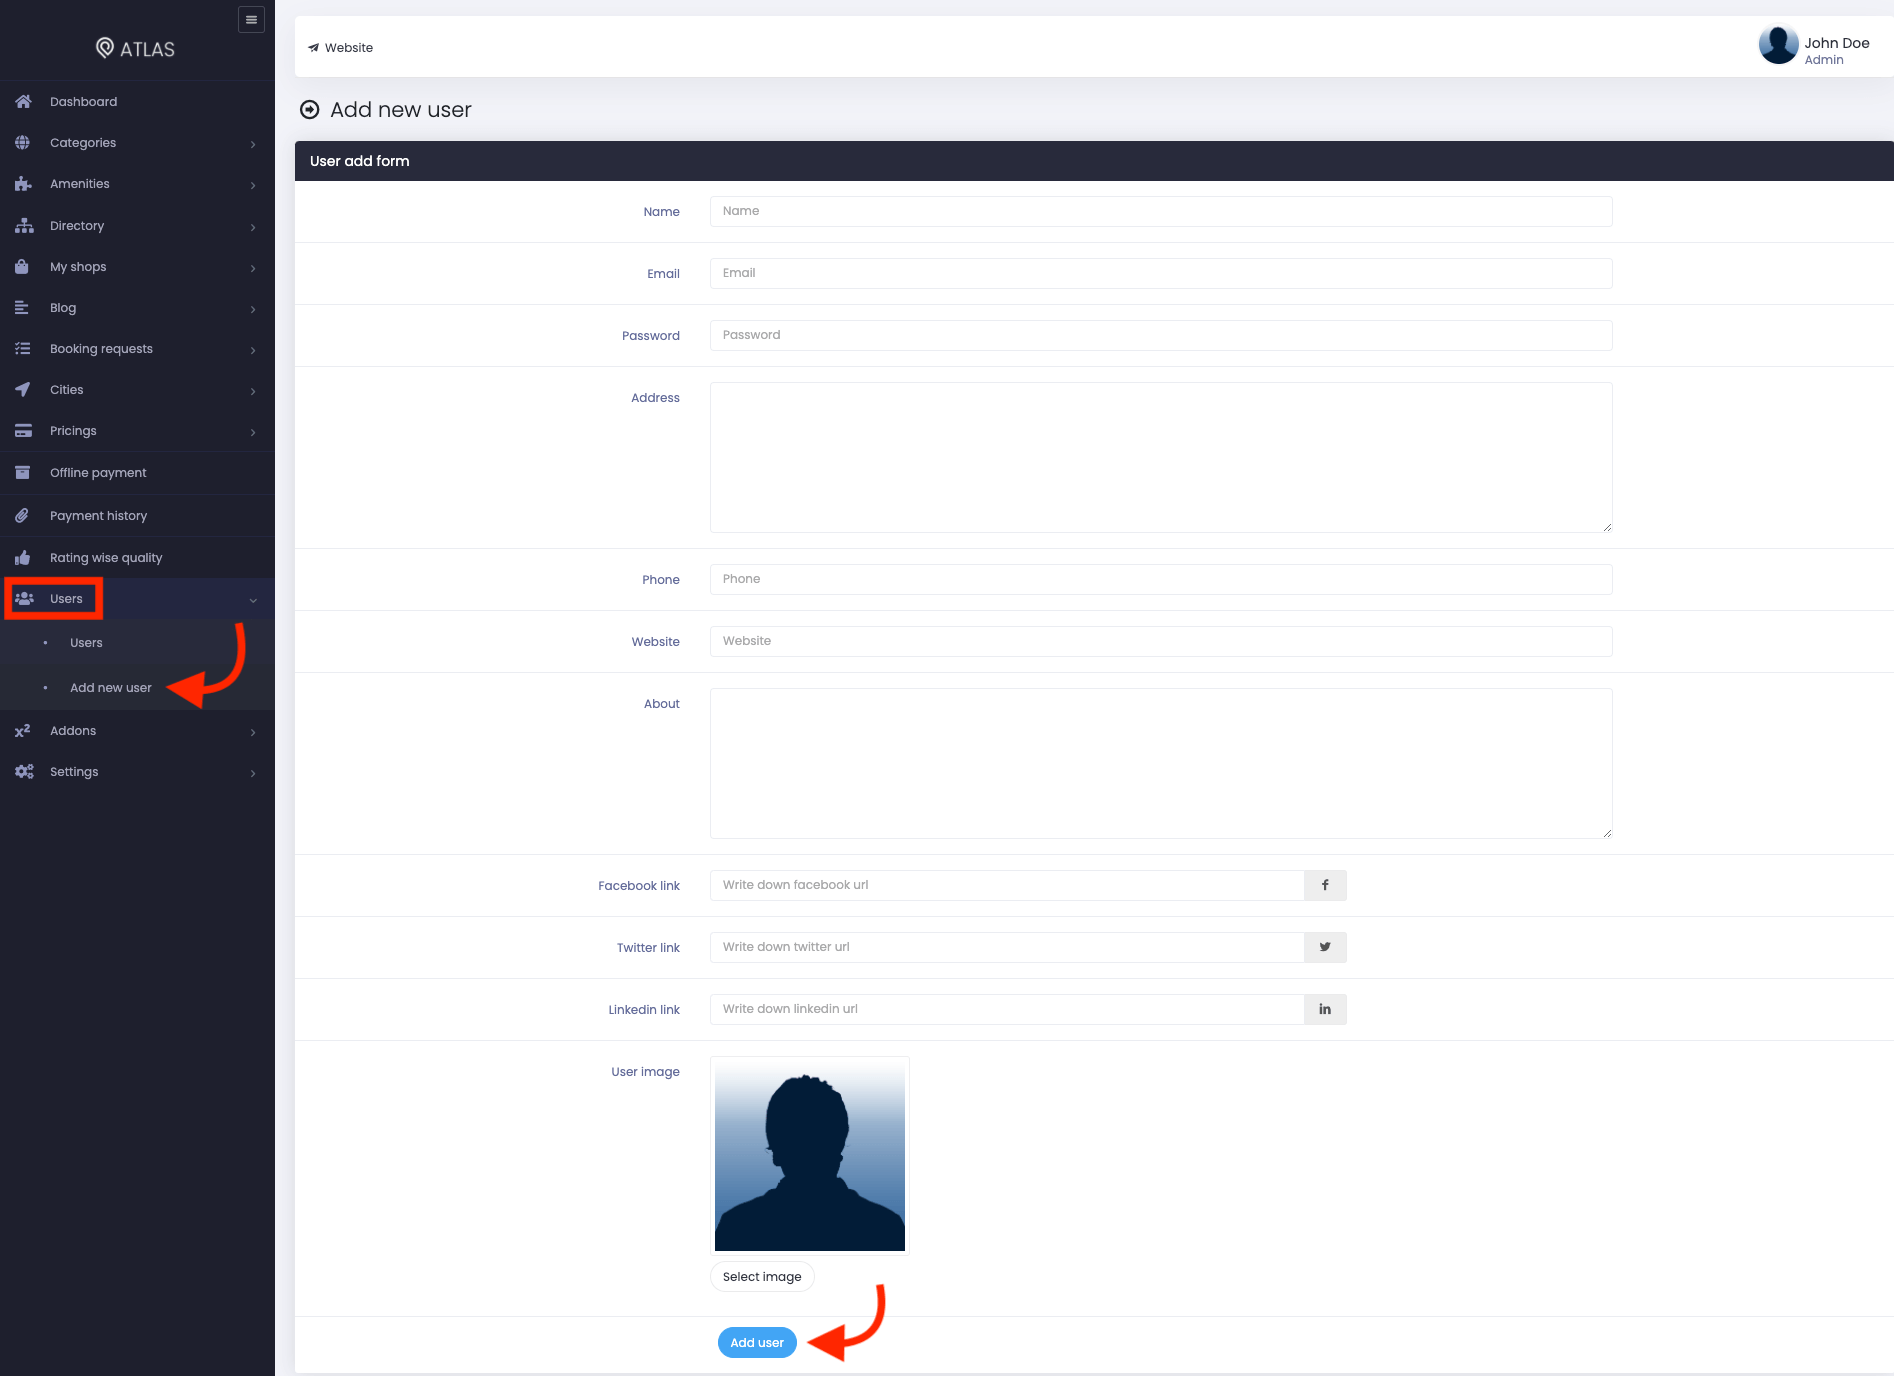 ATLAS
Dashboard
Categories
Amenities
Directory
My shops
Blog
Booking requests
Cities
Pricings
Offline payment
Payment history
Rating wise quality
Users
Users
Add new user
Addons
Settings
Website
John Doe
Admin
Add new user
User add form
Name
Name
Email
Email
Password
Password
Address
Phone
Phone
Website
Website
About
Facebook link
Write down facebook url
Twitter link
Write down twitter url
Linkedin link
Write down linkedin url
User image
Select image
Add user